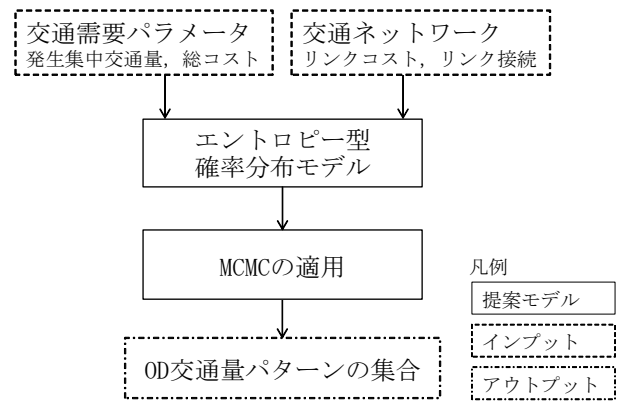 交通需要パラメータ
発生集中交通量, 総コスト
交通ネットワーク
リンクコスト, リンク接続
エントロピー型
確率分布モデル
MCMCの適用
OD交通量パターンの集合
凡例
提案モデル
インプット
アウトプット